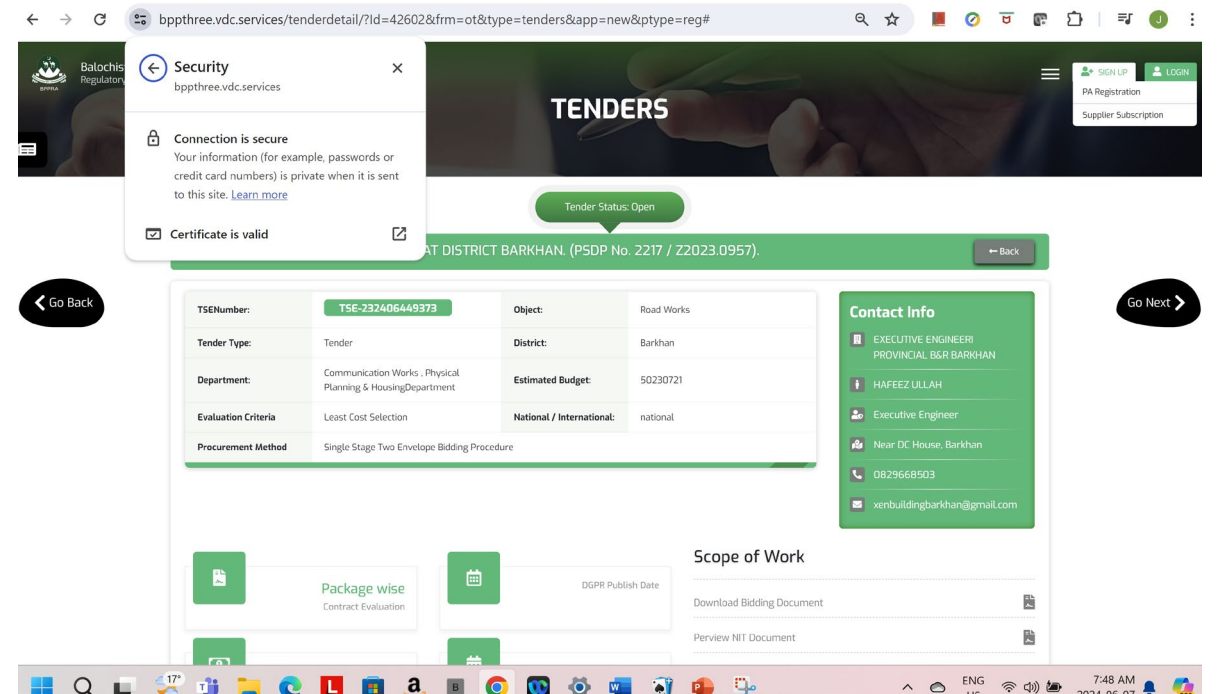 bppthree.vdc.services/tenderdetail/?Id=42602&frm=ot&type=tenders&app=new&ptype=reg#
J
Balochis
Regulatory
BPPRA
Security
bppthree.vdc.services
Connection is secure
Your information (for example, passwords or
credit card numbers) is private when it is sent
to this site. Learn more
Certificate is valid
TENDERS
SIGN UP
LOGIN
PA Registration
Supplier Subscription
Tender Status: Open
AT DISTRICT BARKHAN. (PSDP No. 2217 / Z2023.0957).
Back
Go Back
Go Next
TSENumber: TSE-232406449373 Object: Road Works
Tender Type: Tender District: Barkhan
Department: Communication Works , Physical
Planning & HousingDepartment Estimated Budget: 50230721
Evaluation Criteria Least Cost Selection National / International: national
Procurement Method Single Stage Two Envelope Bidding Procedure
Contact Info
EXECUTIVE ENGINEERI
PROVINCIAL B&R BARKHAN
HAFEEZ ULLAH
Executive Engineer
Near DC House, Barkhan
0829668503
xenbuildingbarkhan@gmail.com
Package wise
Contract Evaluation
DGPR Publish Date
Scope of Work
Download Bidding Document
Perview NIT Document
17°
ENG
7:48 AM